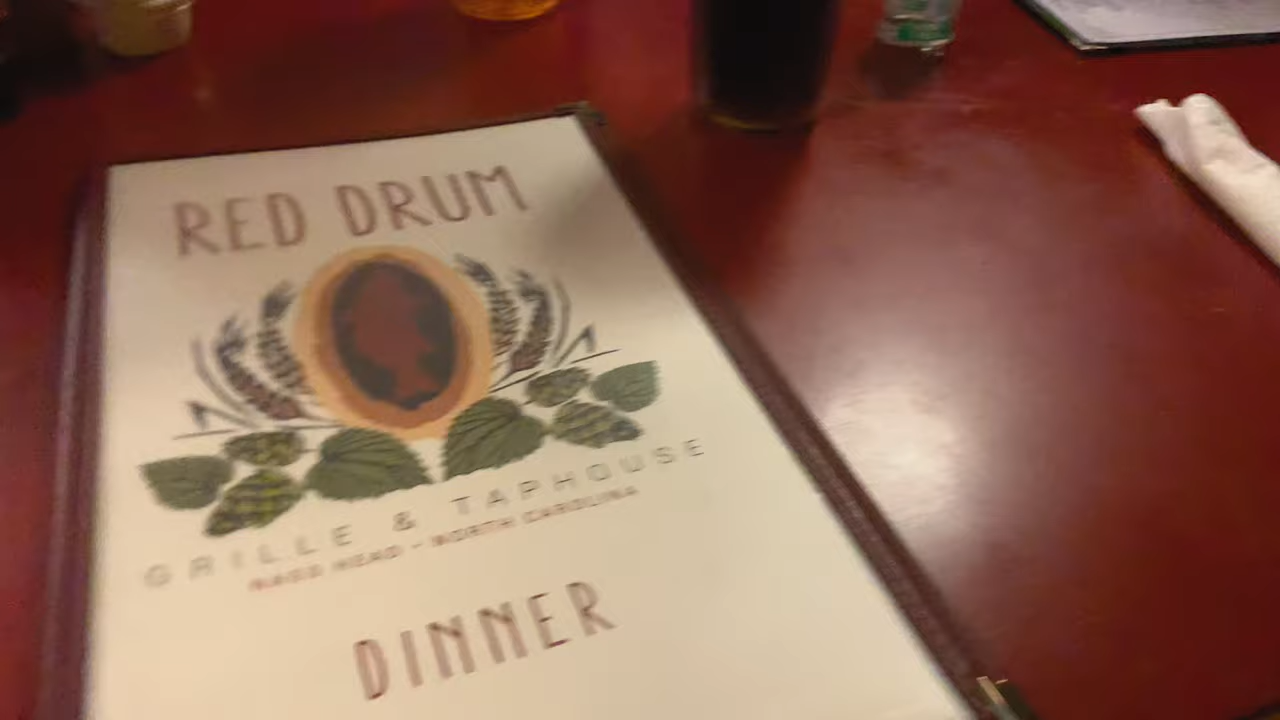 RED DRUM
GRILLE & TAPHOUSE
NAGS HEAD - NORTH CAROLINA
DINNER